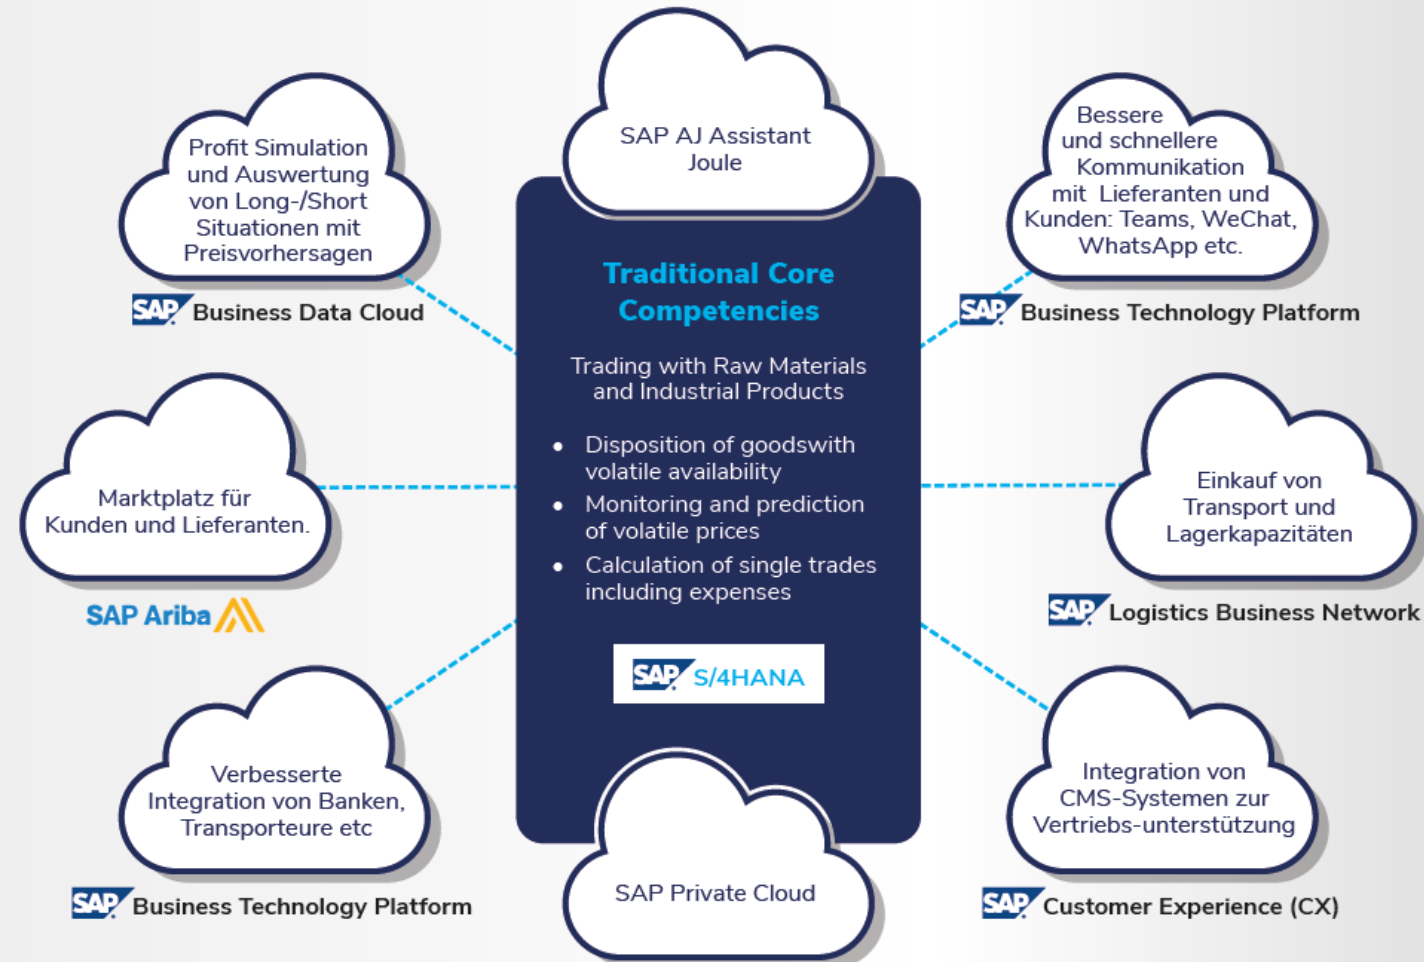 SAP AJ Assistant
Joule
Profit Simulation
und Auswertung
von Long-/Short
Situationen mit
Preisvorhersagen
SAP Business Data Cloud
Bessere
und schnellere
Kommunikation
mit Lieferanten und
Kunden: Teams, WeChat,
WhatsApp etc.
SAP Business Technology Platform
Traditional Core
Competencies
Trading with Raw Materials
and Industrial Products
• Disposition of goodswith
volatile availability
• Monitoring and prediction
of volatile prices
• Calculation of single trades
including expenses
SAP S/4HANA
Marktplatz für
Kunden und Lieferanten.
SAP Ariba
Einkauf von
Transport und
Lagerkapazitäten
SAP Logistics Business Network
Verbesserte
Integration von Banken,
Transporteure etc
SAP Business Technology Platform
SAP Private Cloud
Integration von
CMS-Systemen zur
Vertriebs-unterstützung
SAP Customer Experience (CX)